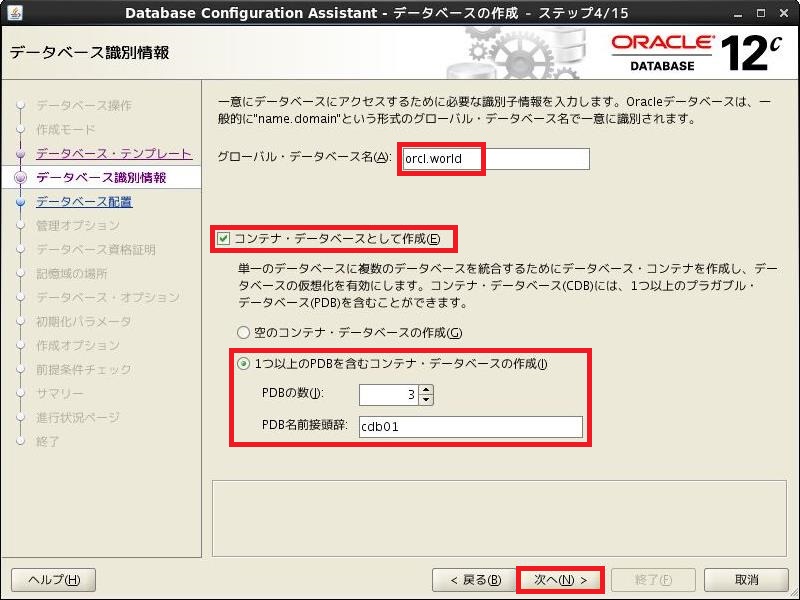 Database Configuration Assistant - データベースの作成 - ステップ4/15
データベース識別情報
ORACLE
DATABASE
12c
データベース操作
作成モード
データベース・テンプレート
データベース識別情報
データベース配置
管理オプション
データベース資格証明
記憶域の場所
データベース・オプション
初期化パラメータ
作成オプション
前提条件チェック
サマリー
進行状況ページ
終了
一意にデータベースにアクセスするために必要な識別子情報を入力します。Oracleデータベースは、一
般的に"name.domain"という形式のグローバル・データベース名で一意に識別されます。
グローバル・データベース名(A): orcl.world
コンテナ・データベースとして作成(E)
単一のデータベースに複数のデータベースを統合するためにデータベース・コンテナを作成し、デー
タベースの仮想化を有効にします。コンテナ・データベース(CDB)には、1つ以上のプラガブル・
データベース(PDB)を含むことができます。
空のコンテナ・データベースの作成(G)
1つ以上のPDBを含むコンテナ・データベースの作成(I)
PDBの数(J): 3
PDB名前接頭辞: cdb01
ヘルプ(H)
< 戻る(B)
次へ(N) >
終了(F)
取消